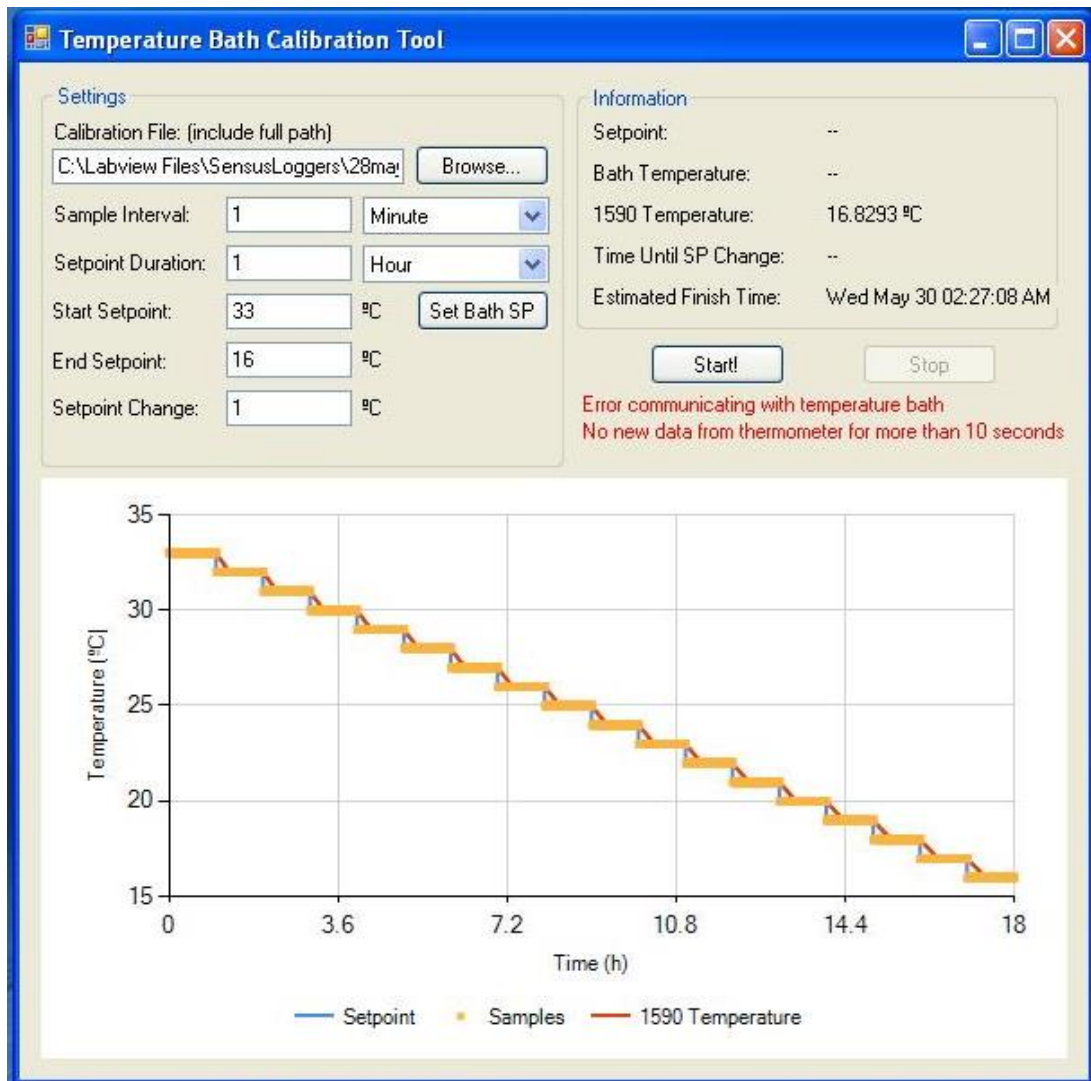 Temperature Bath Calibration Tool
Settings
Calibration File: (include full path)
C:\Labview Files\SensusLoggers\28may
Browse...
Sample Interval:
1
Minute
Setpoint Duration:
1
Hour
Start Setpoint:
33
ºC
Set Bath SP
End Setpoint:
16
ºC
Setpoint Change:
1
ºC
Information
Setpoint:
--
Bath Temperature:
--
1590 Temperature:
16.8293 ºC
Time Until SP Change:
--
Estimated Finish Time:
Wed May 30 02:27:08 AM
Start!
Stop
Error communicating with temperature bath
No new data from thermometer for more than 10 seconds
35
30
25
20
15
Temperature (ºC)
0
3.6
7.2
10.8
14.4
18
Time (h)
Setpoint
Samples
1590 Temperature